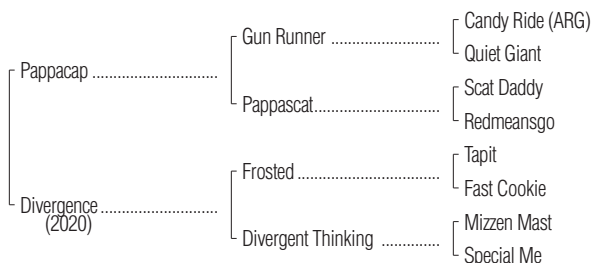 Candy Ride (ARG)
Gun Runner ............................
Quiet Giant
Pappacap ................................
Scat Daddy
Pappascat................................
Redmeansgo
Tapit
Frosted ....................................
Fast Cookie
Divergence ..............................
(2020)
Mizzen Mast
Divergent Thinking ...............
Special Me